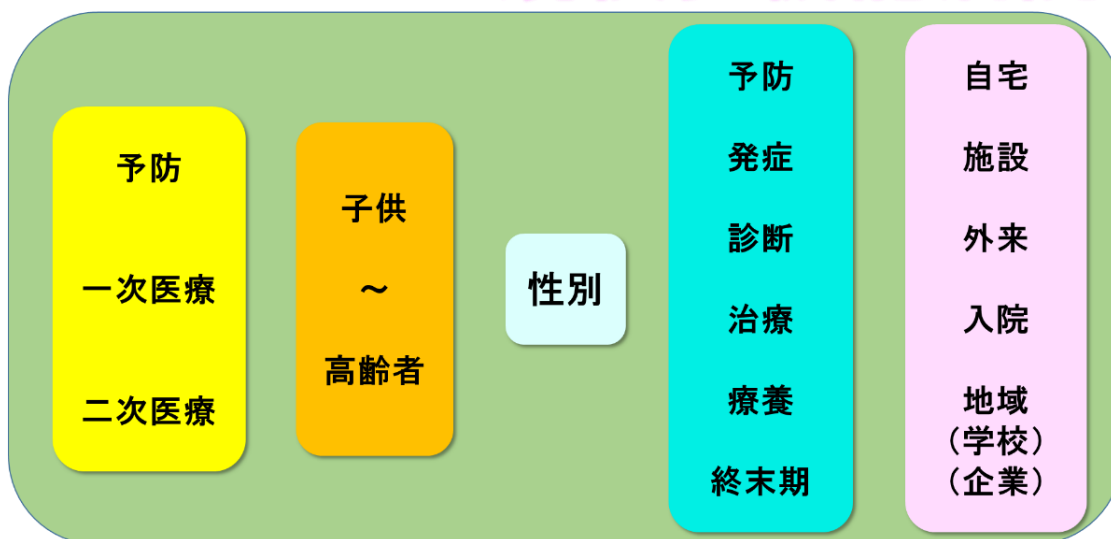 予防
一次医療
二次医療
子供
～
高齢者
性別
予防
発症
診断
治療
療養
終末期
自宅
施設
外来
入院
地域
（学校）
（企業）